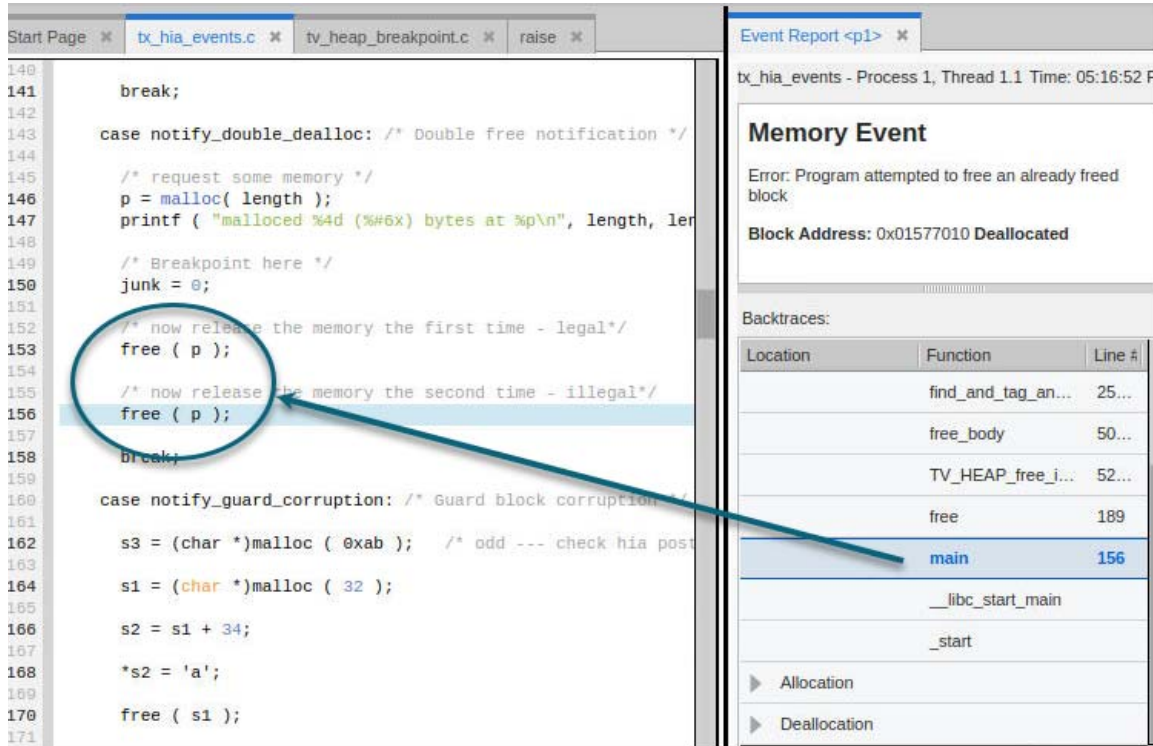 Start Page × tx_hia_events.c × tv_heap_breakpoint.c × raise ×
140
141 break;
142
143 case notify_double_dealloc: /* Double free notification */
144
145 /* request some memory */
146 p = malloc( length );
147 printf ( "malloced %4d (%#6x) bytes at %p\n", length, ler
148
149 /* Breakpoint here */
150 junk = 0;
151
152 /* now release the memory the first time - legal*/
153 free ( p );
154
155 /* now release the memory the second time - illegal*/
156 free ( p );
157
158 break;
159
160 case notify_guard_corruption: /* Guard block corruption */
161
162 s3 = (char *)malloc ( 0xab ); /* odd --- check hia post
163
164 s1 = (char *)malloc ( 32 );
165
166 s2 = s1 + 34;
167
168 *s2 = 'a';
169
170 free ( s1 );
171
Event Report <p1> ×
tx_hia_events - Process 1, Thread 1.1 Time: 05:16:52 P
Memory Event
Error: Program attempted to free an already freed
block
Block Address: 0x01577010 Deallocated
Backtraces:
Location Function Line #
find_and_tag_an... 25...
free_body 50...
TV_HEAP_free_i... 52...
free 189
main 156
__libc_start_main
_start
Allocation
Deallocation